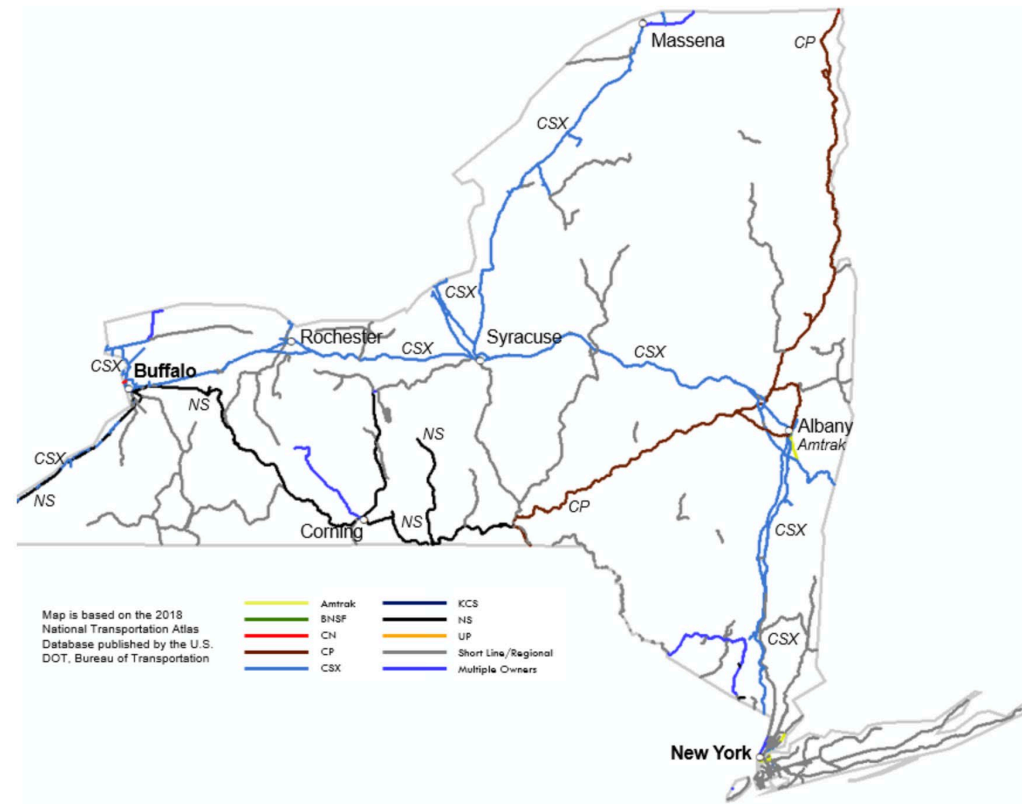 CP
Massena
CSX
CSX
Rochester
Syracuse
CSX
CSX
CSX
Buffalo
NS
Albany
NS
Amtrak
CSX
NS
CP
NS
Corning
CSX
Map is based on the 2018
National Transportation Atlas
Database published by the U.S.
DOT, Bureau of Transportation
Amtrak
BNSF
CN
CP
CSX
KCS
NS
UP
Short Line/Regional
Multiple Owners
CSX
New York